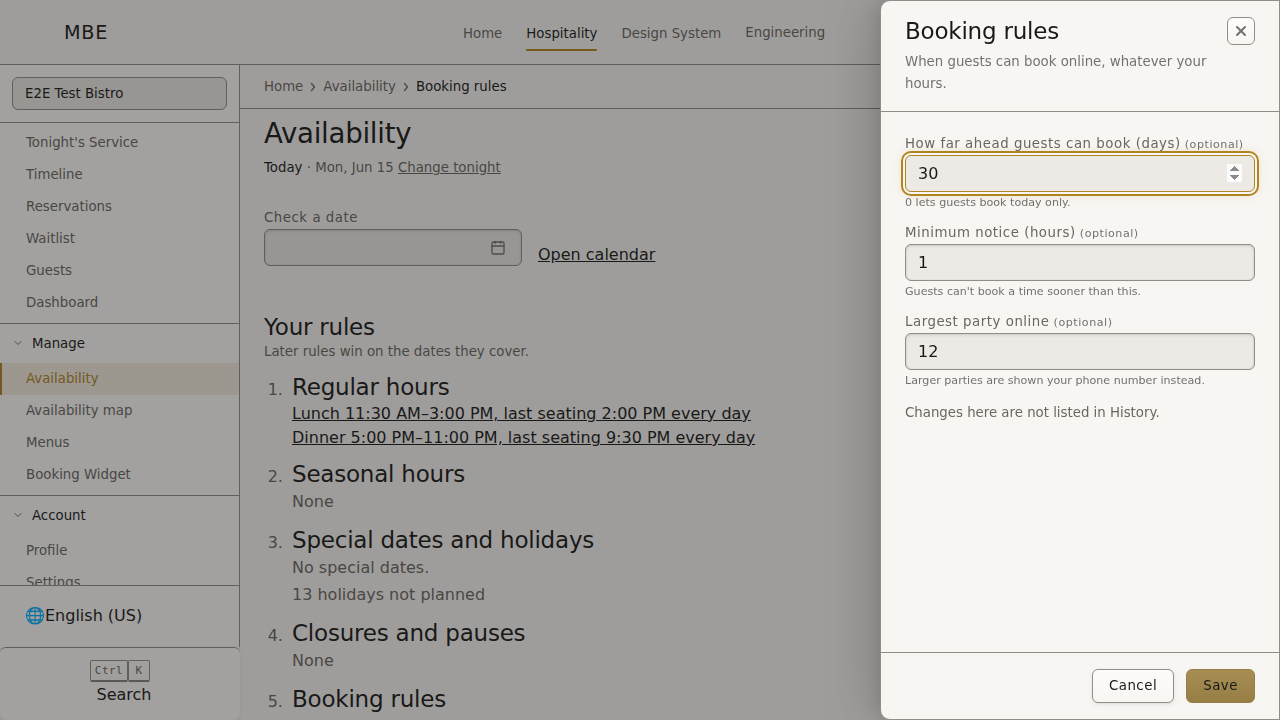 MBE
Home
Hospitality
Design System
Engineering
E2E Test Bistro
Tonight's Service
Timeline
Reservations
Waitlist
Guests
Dashboard
Manage
Availability
Availability map
Menus
Booking Widget
Account
Profile
Settings
🌐English (US)
Ctrl K
Search
Home › Availability › Booking rules
Availability
Today · Mon, Jun 15 Change tonight
Check a date
Open calendar
Your rules
Later rules win on the dates they cover.
1. Regular hours
Lunch 11:30 AM–3:00 PM, last seating 2:00 PM every day
Dinner 5:00 PM–11:00 PM, last seating 9:30 PM every day
2. Seasonal hours
None
3. Special dates and holidays
No special dates.
13 holidays not planned
4. Closures and pauses
None
5. Booking rules
Booking rules
When guests can book online, whatever your
hours.
How far ahead guests can book (days) (optional)
30
0 lets guests book today only.
Minimum notice (hours) (optional)
1
Guests can't book a time sooner than this.
Largest party online (optional)
12
Larger parties are shown your phone number instead.
Changes here are not listed in History.
Cancel
Save